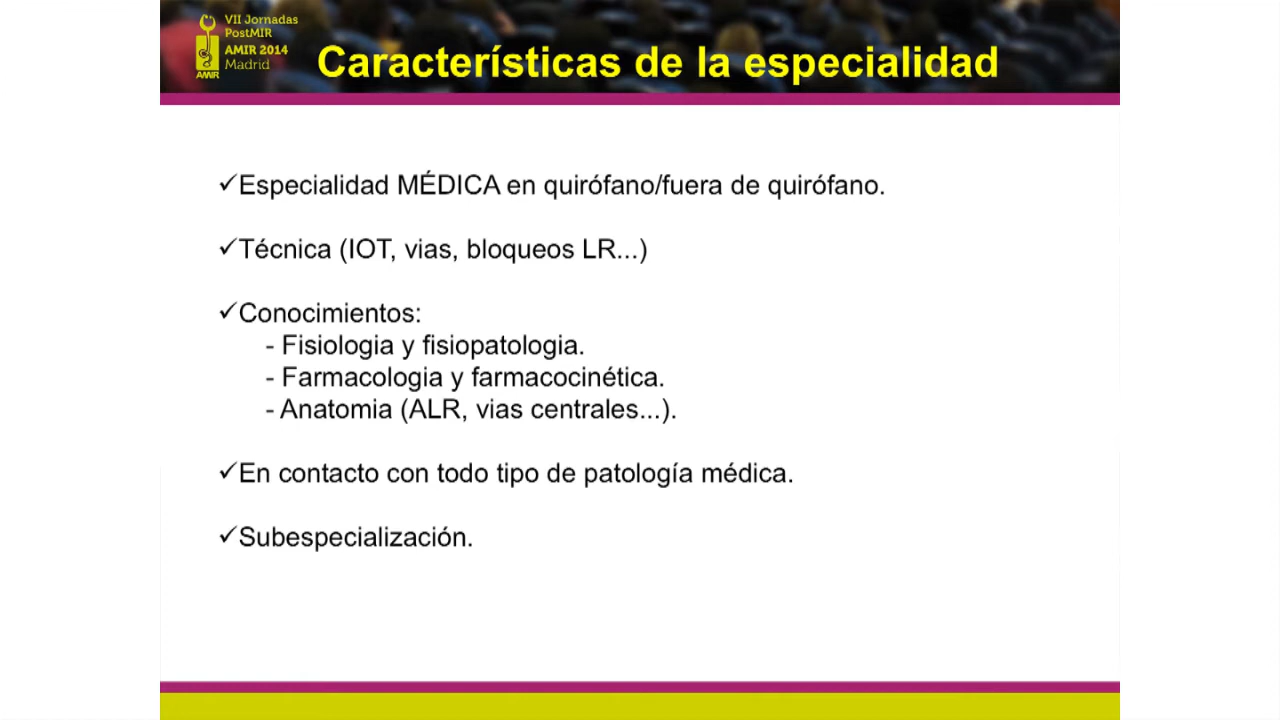 VII Jornadas
PostMIR
AMIR 2014
Madrid
AMIR
Características de la especialidad
✓Especialidad MÉDICA en quirófano/fuera de quirófano.
✓Técnica (IOT, vias, bloqueos LR...)
✓Conocimientos:
- Fisiologia y fisiopatologia.
- Farmacologia y farmacocinética.
- Anatomia (ALR, vias centrales...).
✓En contacto con todo tipo de patología médica.
✓Subespecialización.